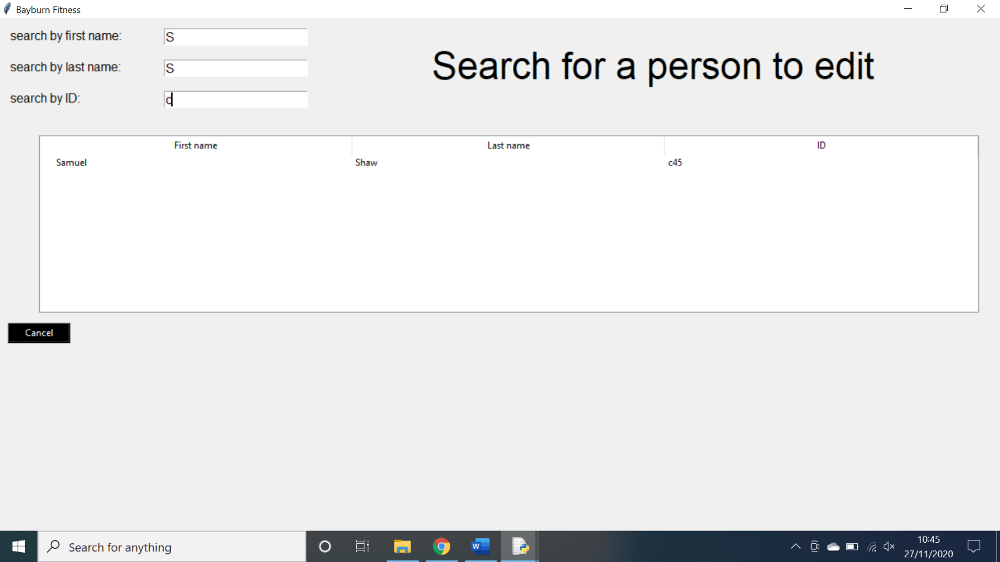 Bayburn Fitness
search by first name: S
search by last name: S
search by ID: c
Search for a person to edit
First name Last name ID
Samuel Shaw c45
Cancel
Search for anything
W
10:45
27/11/2020